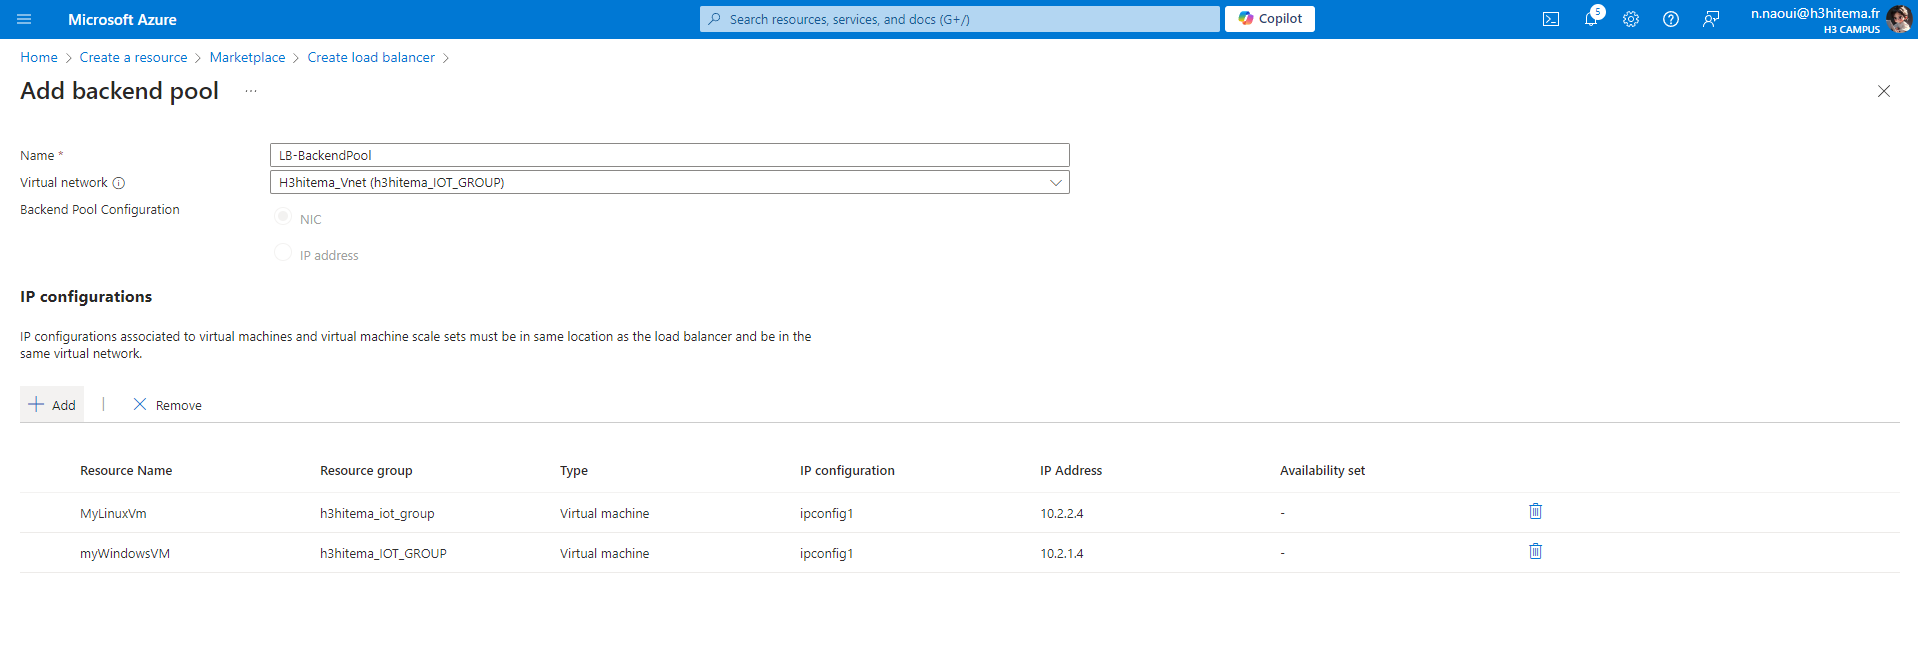 Microsoft Azure
Search resources, services, and docs (G+/)
Copilot
5
n.naoui@h3hitema.fr
H3 CAMPUS
Home > Create a resource > Marketplace > Create load balancer >
Add backend pool ...
Name *
LB-BackendPool
Virtual network
H3hitema_Vnet (h3hitema_IOT_GROUP)
Backend Pool Configuration
NIC
IP address
IP configurations
IP configurations associated to virtual machines and virtual machine scale sets must be in same location as the load balancer and be in the
same virtual network.
Add | Remove
Resource Name Resource group Type IP configuration IP Address Availability set
MyLinuxVm h3hitema_iot_group Virtual machine ipconfig1 10.2.2.4 -
myWindowsVM h3hitema_IOT_GROUP Virtual machine ipconfig1 10.2.1.4 -